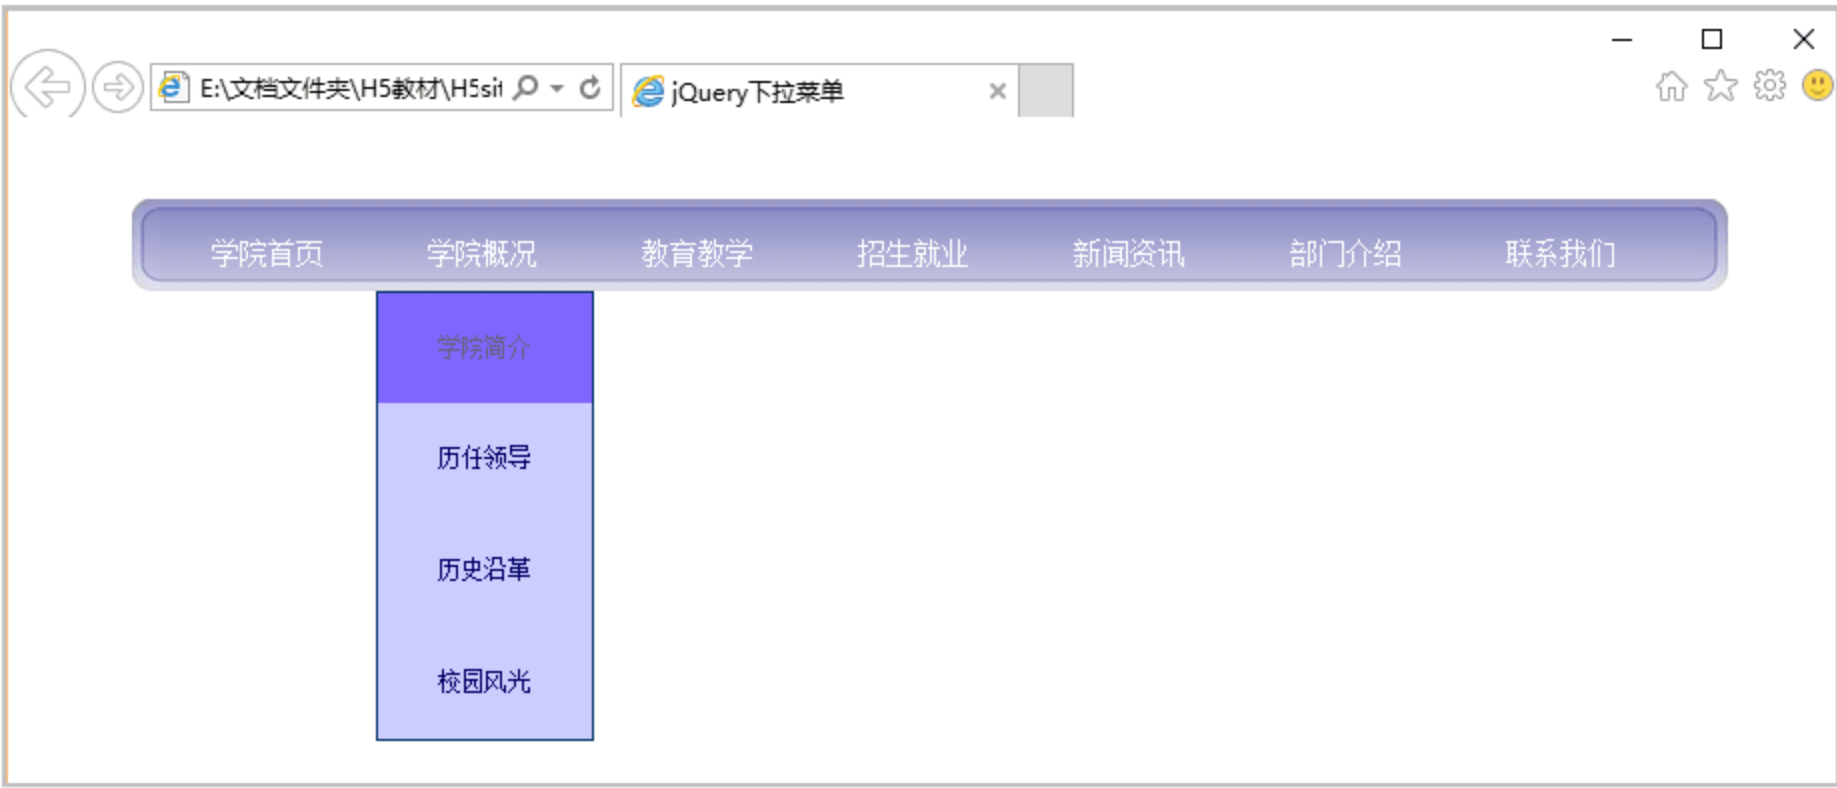 E:\文档文件夹\H5教材\H5sit
jQuery下拉菜单
学院首页 学院概况 教育教学 招生就业 新闻资讯 部门介绍 联系我们
学院简介
历任领导
历史沿革
校园风光